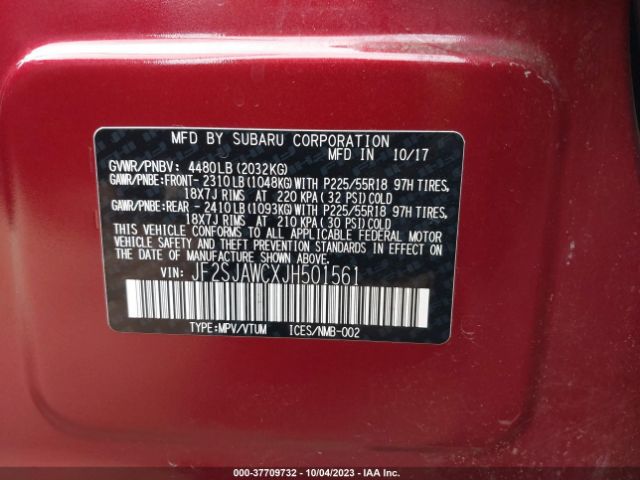 MFD BY SUBARU CORPORATION
MFD IN 10/17
GVWR/PNBV: 4480LB(2032KG)
GAWR/PNBE:FRONT-2310LB(1048KG)WITH P225/55R18 97H TIRES,
18X7J RIMS AT 220 KPA(32 PSI)COLD
GAWR/PNBE:REAR -2410LB(1093KG)WITH P225/55R18 97H TIRES,
18X7J RIMS AT 210 KPA(30 PSI)COLD
THIS VEHICLE CONFORMS TO ALL APPLICABLE FEDERAL MOTOR
VEHICLE SAFETY AND THEFT PREVENTION STANDARDS IN EFFECT ON
THE DATE OF MANUFACTURE SHOWN ABOVE.
VIN: JF2SJAWCXJH501561
TYPE:MPV/VTUM ICES/NMB-002
000-37709732 - 10/04/2023 - IAA Inc.